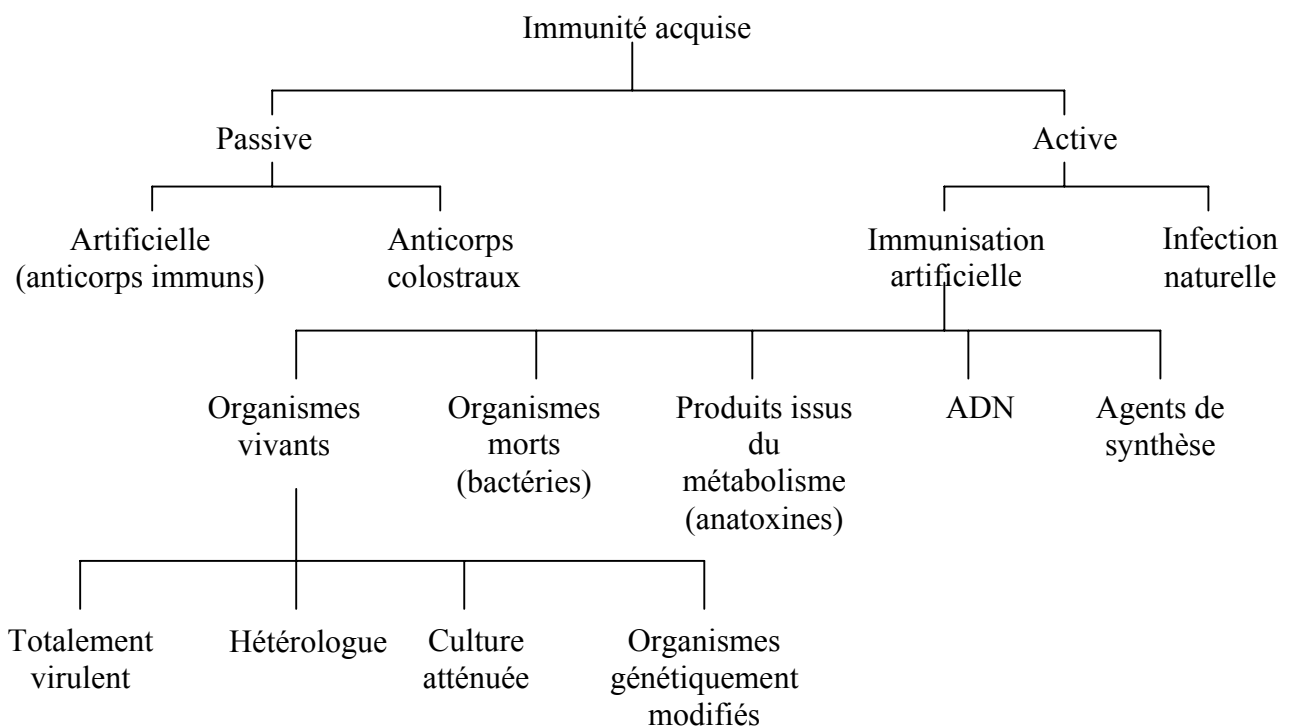 Immunité acquise
Passive
Active
Artificielle
(anticorps immuns)
Anticorps
colostraux
Immunisation
artificielle
Infection
naturelle
Organismes
vivants
Organismes
morts
(bactéries)
Produits issus
du
métabolisme
(anatoxines)
ADN
Agents de
synthèse
Totalement
virulent
Hétérologue
Culture
atténuée
Organismes
génétiquement
modifiés